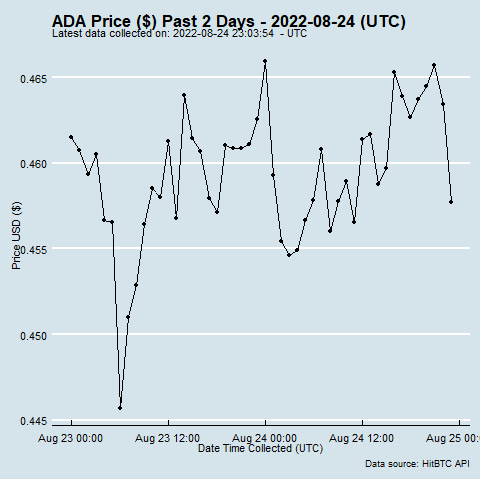 ADA Price ($) Past 2 Days - 2022-08-24 (UTC)
Latest data collected on: 2022-08-24 23:03:54 - UTC
0.465
0.460
0.455
0.450
0.445
Price USD ($)
Aug 23 00:00 Aug 23 12:00 Aug 24 00:00 Aug 24 12:00 Aug 25 00:
Date Time Collected (UTC)
Data source: HitBTC API